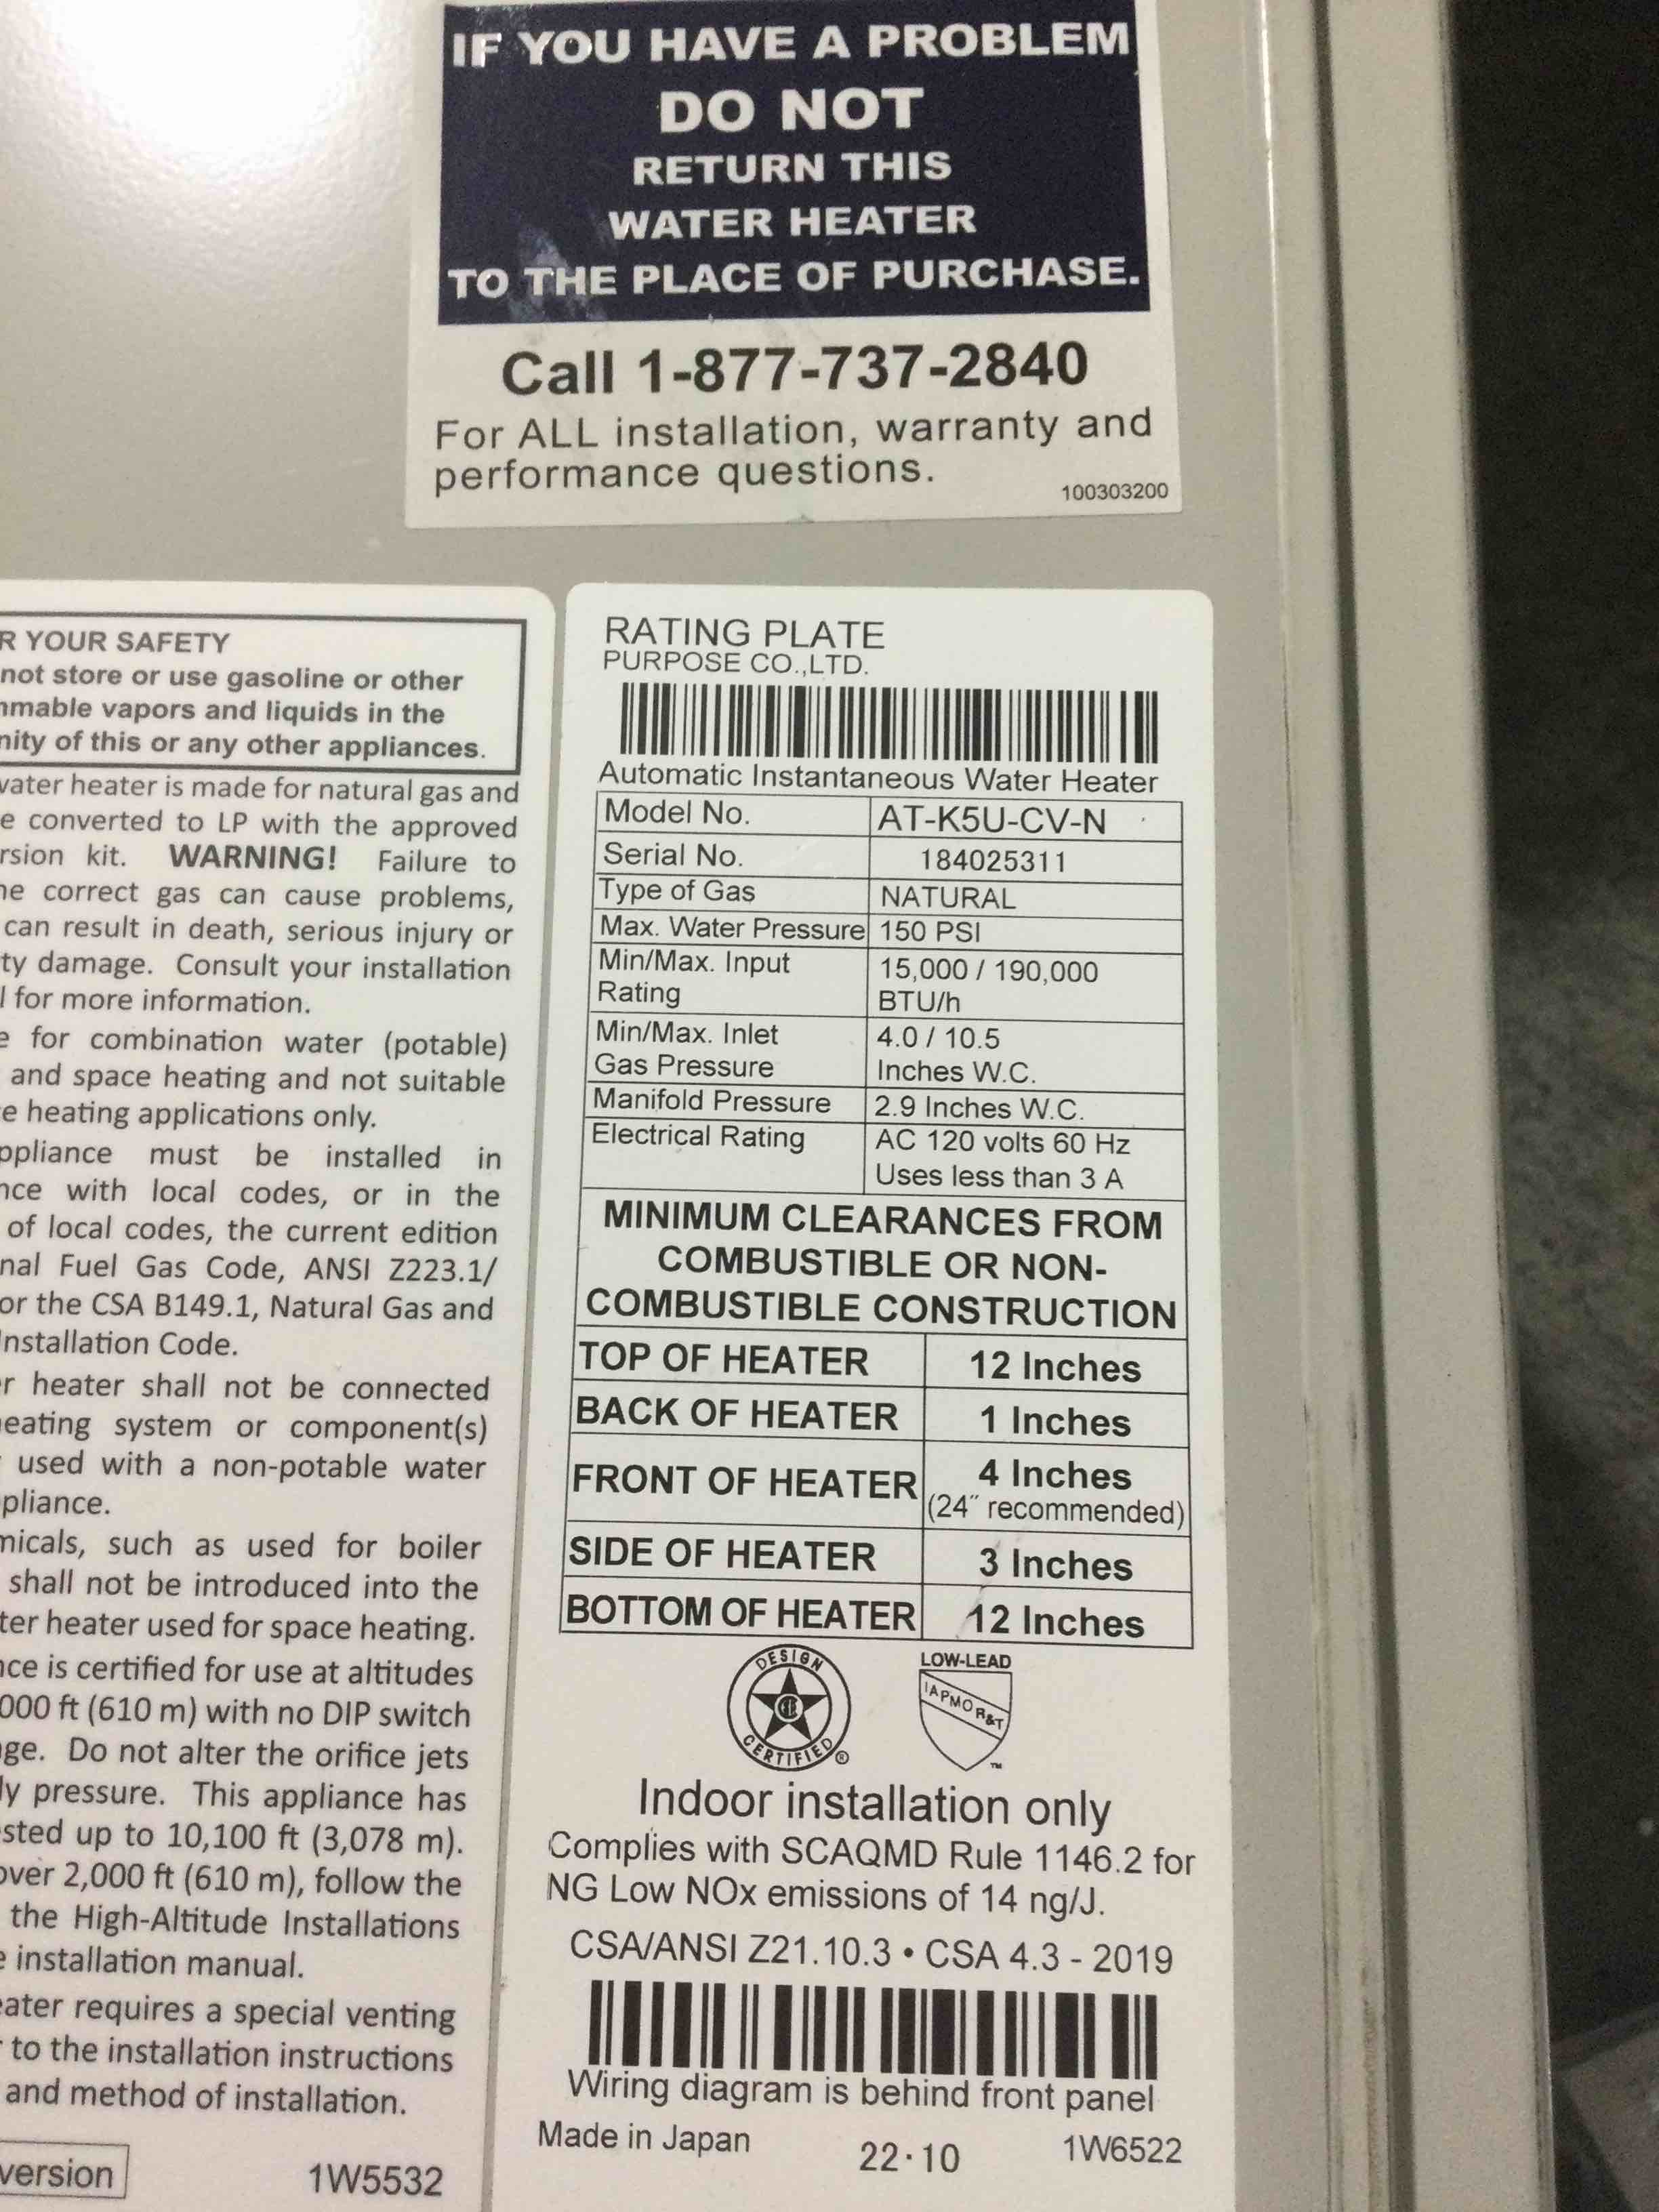 IF YOU HAVE A PROBLEM
DO NOT
RETURN THIS
WATER HEATER
TO THE PLACE OF PURCHASE.
Call 1-877-737-2840
For ALL installation, warranty and
performance questions.
100303200
R YOUR SAFETY
not store or use gasoline or other
mmable vapors and liquids in the
nity of this or any other appliances.
vater heater is made for natural gas and
e converted to LP with the approved
rsion kit. WARNING! Failure to
ne correct gas can cause problems,
can result in death, serious injury or
ty damage. Consult your installation
l for more information.
e for combination water (potable)
and space heating and not suitable
e heating applications only.
ppliance must be installed in
nce with local codes, or in the
of local codes, the current edition
nal Fuel Gas Code, ANSI Z223.1/
or the CSA B149.1, Natural Gas and
Installation Code.
er heater shall not be connected
heating system or component(s)
used with a non-potable water
pliance.
micals, such as used for boiler
shall not be introduced into the
ter heater used for space heating.
nce is certified for use at altitudes
000 ft (610 m) with no DIP switch
ge. Do not alter the orifice jets
ly pressure. This appliance has
sted up to 10,100 ft (3,078 m).
over 2,000 ft (610 m), follow the
the High-Altitude Installations
e installation manual.
eater requires a special venting
to the installation instructions
and method of installation.
version
1W5532
RATING PLATE
PURPOSE CO.,LTD.
Automatic Instantaneous Water Heater
Model No. AT-K5U-CV-N
Serial No. 184025311
Type of Gas NATURAL
Max. Water Pressure 150 PSI
Min/Max. Input 15,000 / 190,000
Rating BTU/h
Min/Max. Inlet 4.0 / 10.5
Gas Pressure Inches W.C.
Manifold Pressure 2.9 Inches W.C.
Electrical Rating AC 120 volts 60 Hz
Uses less than 3 A
MINIMUM CLEARANCES FROM
COMBUSTIBLE OR NON-
COMBUSTIBLE CONSTRUCTION
TOP OF HEATER 12 Inches
BACK OF HEATER 1 Inches
FRONT OF HEATER 4 Inches
(24" recommended)
SIDE OF HEATER 3 Inches
BOTTOM OF HEATER 12 Inches
DESIGN
CERTIFIED ®
LOW-LEAD
IAPMO R&T
™
Indoor installation only
Complies with SCAQMD Rule 1146.2 for
NG Low NOx emissions of 14 ng/J.
CSA/ANSI Z21.10.3 • CSA 4.3 - 2019
Wiring diagram is behind front panel
Made in Japan 22·10 1W6522